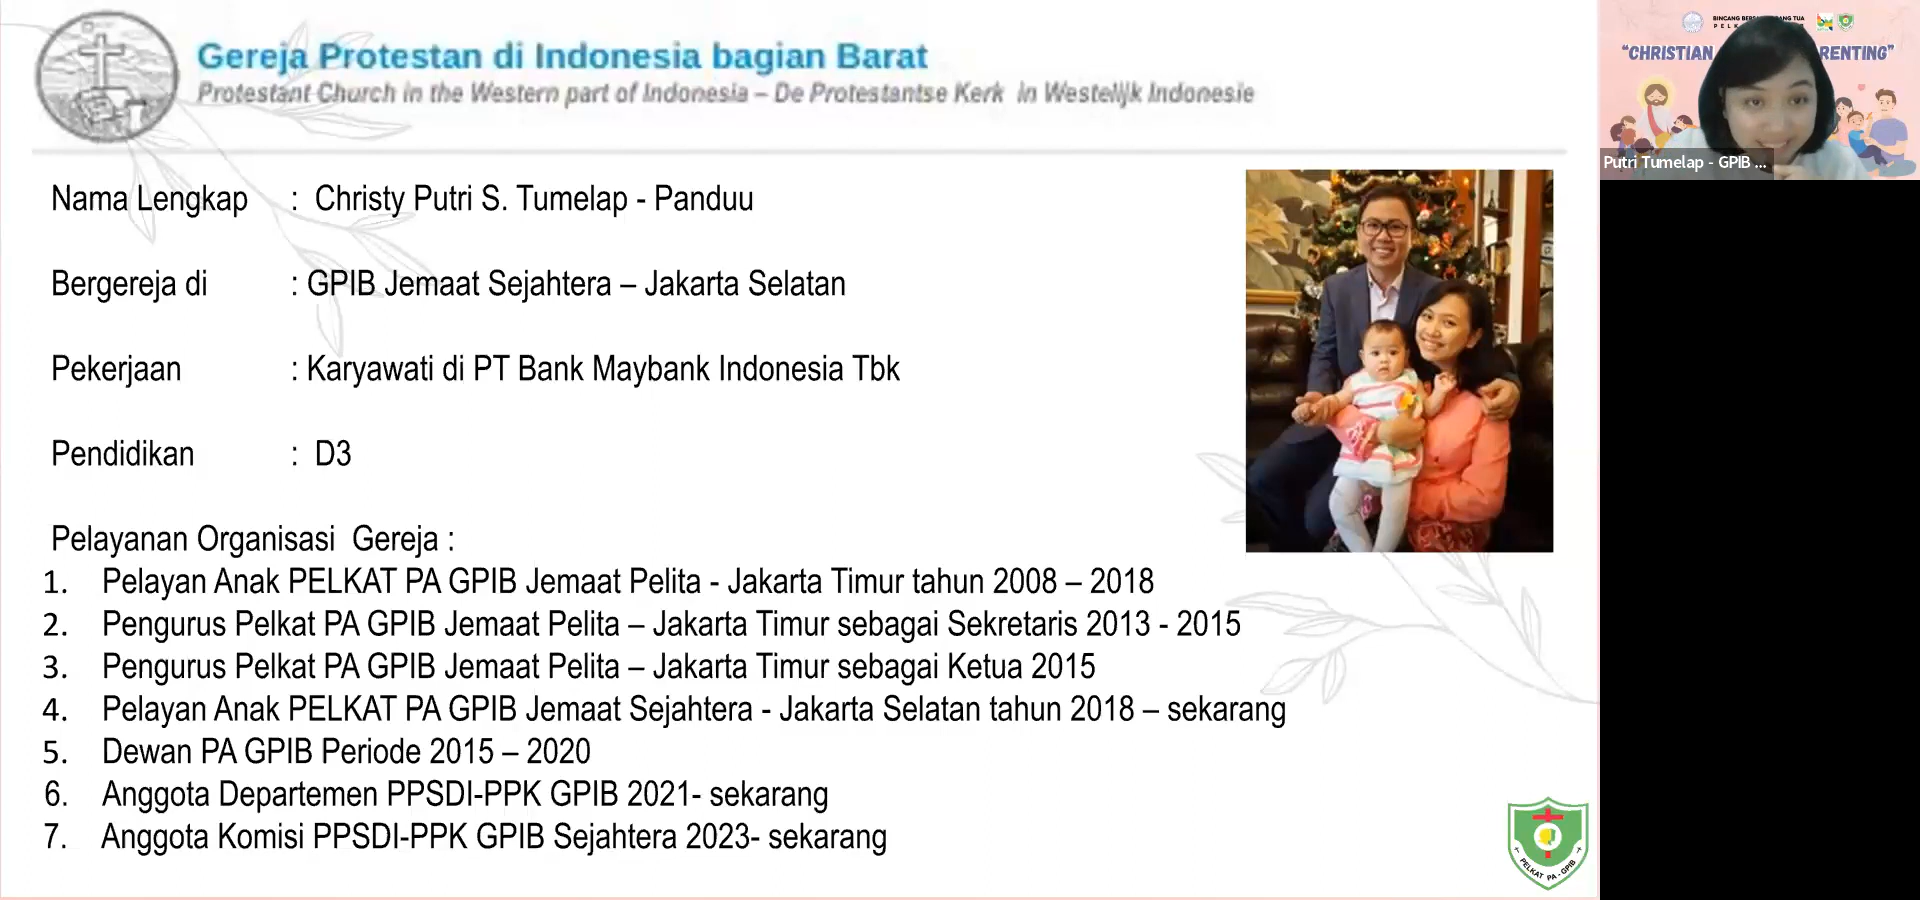 Gereja Protestan di Indonesia bagian Barat
Protestant Church in the Western part of Indonesia – De Protestantse Kerk in Westelijk Indonesie
Nama Lengkap : Christy Putri S. Tumelap - Panduu
Bergereja di : GPIB Jemaat Sejahtera – Jakarta Selatan
Pekerjaan : Karyawati di PT Bank Maybank Indonesia Tbk
Pendidikan : D3
Pelayanan Organisasi Gereja :
1. Pelayan Anak PELKAT PA GPIB Jemaat Pelita - Jakarta Timur tahun 2008 – 2018
2. Pengurus Pelkat PA GPIB Jemaat Pelita – Jakarta Timur sebagai Sekretaris 2013 - 2015
3. Pengurus Pelkat PA GPIB Jemaat Pelita – Jakarta Timur sebagai Ketua 2015
4. Pelayan Anak PELKAT PA GPIB Jemaat Sejahtera - Jakarta Selatan tahun 2018 – sekarang
5. Dewan PA GPIB Periode 2015 – 2020
6. Anggota Departemen PPSDI-PPK GPIB 2021- sekarang
7. Anggota Komisi PPSDI-PPK GPIB Sejahtera 2023- sekarang
PELKAT PA - GPIB
“CHRISTIAN RENTING”
Putri Tumelap - GPIB ...